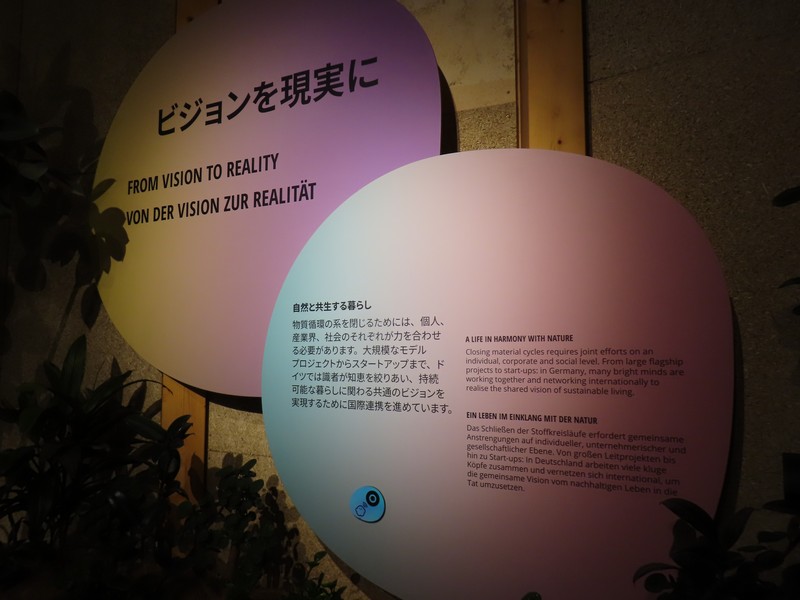 ビジョンを現実に
FROM VISION TO REALITY
VON DER VISION ZUR REALITÄT
自然と共生する暮らし
物質循環の系を閉じるためには、個人、
産業界、社会のそれぞれが力を合わせ
る必要があります。大規模なモデル
プロジェクトからスタートアップまで、ド
イツでは識者が知恵を絞りあい、持続
可能な暮らしに関わる共通のビジョンを
実現するために国際連携を進めています。
A LIFE IN HARMONY WITH NATURE
Closing material cycles requires joint efforts on an
individual, corporate and social level. From large flagship
projects to start-ups: in Germany, many bright minds are
working together and networking internationally to
realise the shared vision of sustainable living.
EIN LEBEN IM EINKLANG MIT DER NATUR
Das Schließen der Stoffkreisläufe erfordert gemeinsame
Anstrengungen auf individueller, unternehmerischer und
gesellschaftlicher Ebene. Von großen Leitprojekten bis
hin zu Start-ups: In Deutschland arbeiten viele kluge
Köpfe zusammen und vernetzen sich international, um
die gemeinsame Vision vom nachhaltigen Leben in die
Tat umzusetzen.